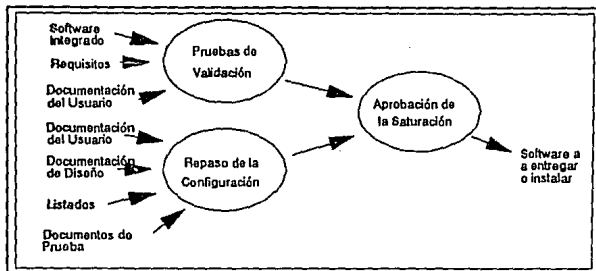 Software
Integrado
Requisitos
Documentación
del Usuario
Documentación
del Usuario
Documentación
de Diseño
Listados
Documentos de
Prueba
Pruebas de
Validación
Repaso de la
Configuración
Aprobación de
la Saturación
Software a
a entregar
o instalar